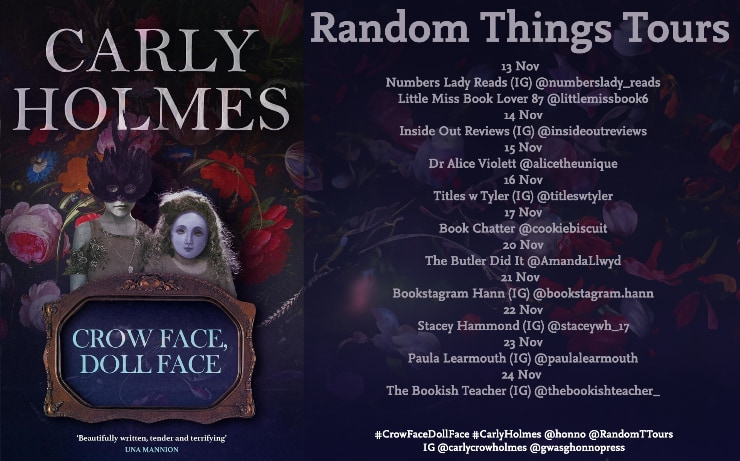 CARLY
HOLMES
CROW FACE,
DOLL FACE
'Beautifully written, tender and terrifying'
UNA MANNION
Random Things Tours
13 Nov
Numbers Lady Reads (IG) @numberslady_reads
Little Miss Book Lover 87 @littlemissbook6
14 Nov
Inside Out Reviews (IG) @insideoutreviews
15 Nov
Dr Alice Violett @alicetheunique
16 Nov
Titles w Tyler (IG) @titleswtyler
17 Nov
Book Chatter @cookiebiscuit
20 Nov
The Butler Did It @AmandaLlwyd
21 Nov
Bookstagram Hann (IG) @bookstagram.hann
22 Nov
Stacey Hammond (IG) @staceywh_17
23 Nov
Paula Learmouth (IG) @paulalearmouth
24 Nov
The Bookish Teacher (IG) @thebookishteacher_
#CrowFaceDollFace #CarlyHolmes @honno @RandomTTours
IG @carlycrowholmes @gwasghonnopress